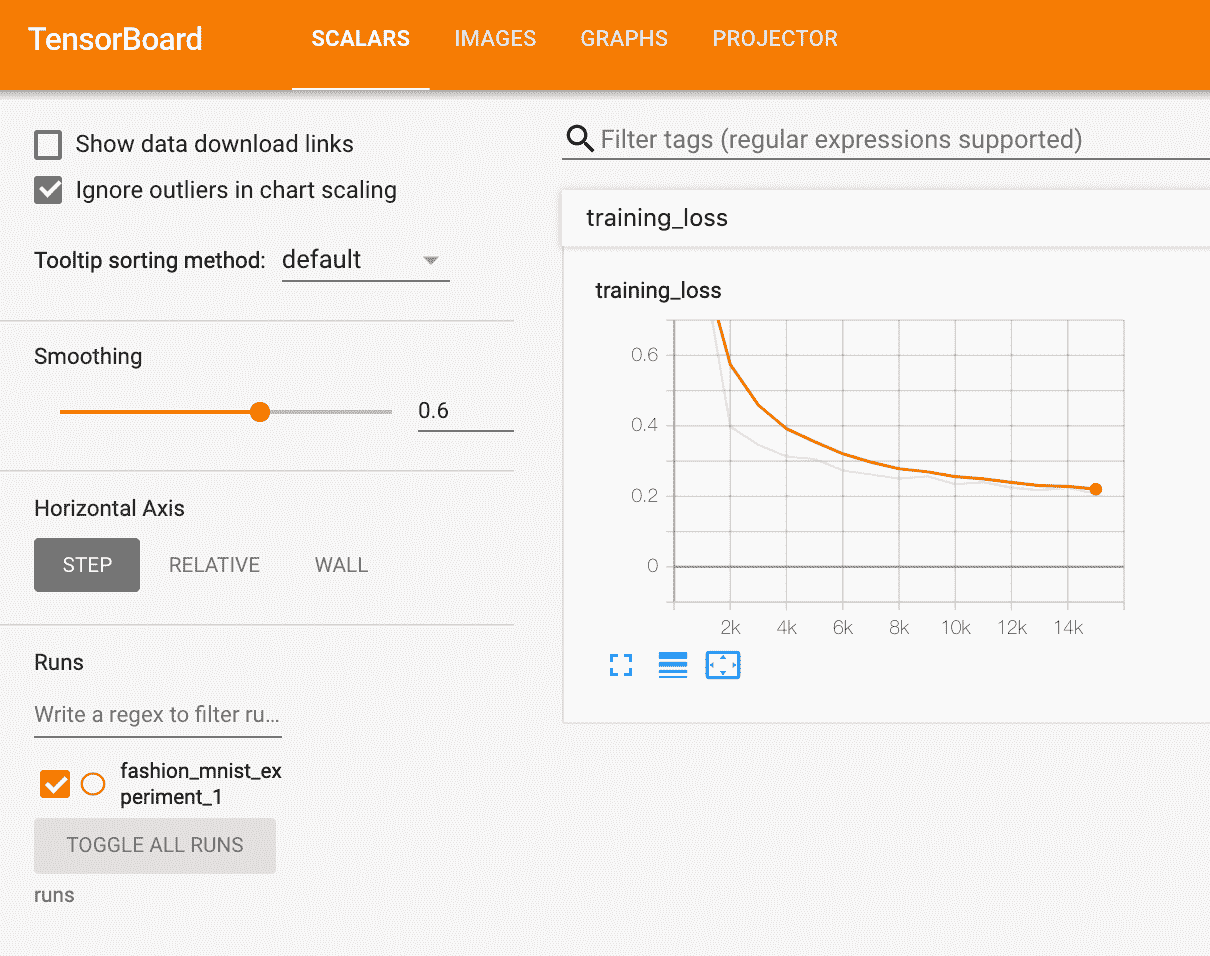 TensorBoard SCALARS IMAGES GRAPHS PROJECTOR
Show data download links
Ignore outliers in chart scaling
Tooltip sorting method: default
Smoothing
0.6
Horizontal Axis
STEP RELATIVE WALL
Runs
Write a regex to filter ru...
fashion_mnist_ex
periment_1
TOGGLE ALL RUNS
runs
Filter tags (regular expressions supported)
training_loss
training_loss
0.6
0.4
0.2
0
2k 4k 6k 8k 10k 12k 14k